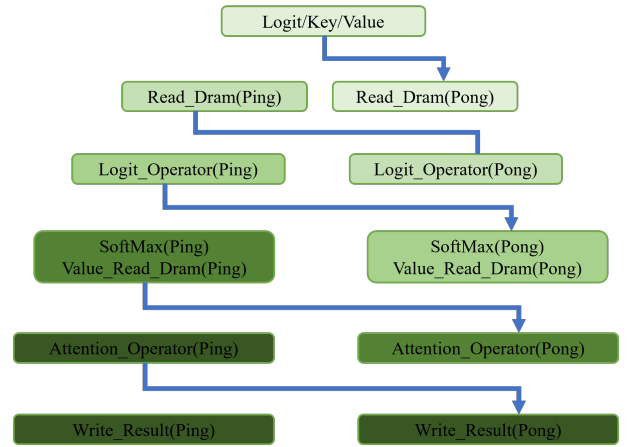 Logit/Key/Value
Read_Dram(Ping)
Read_Dram(Pong)
Logit_Operator(Ping)
Logit_Operator(Pong)
SoftMax(Ping)
Value_Read_Dram(Ping)
SoftMax(Pong)
Value_Read_Dram(Pong)
Attention_Operator(Ping)
Attention_Operator(Pong)
Write_Result(Ping)
Write_Result(Pong)